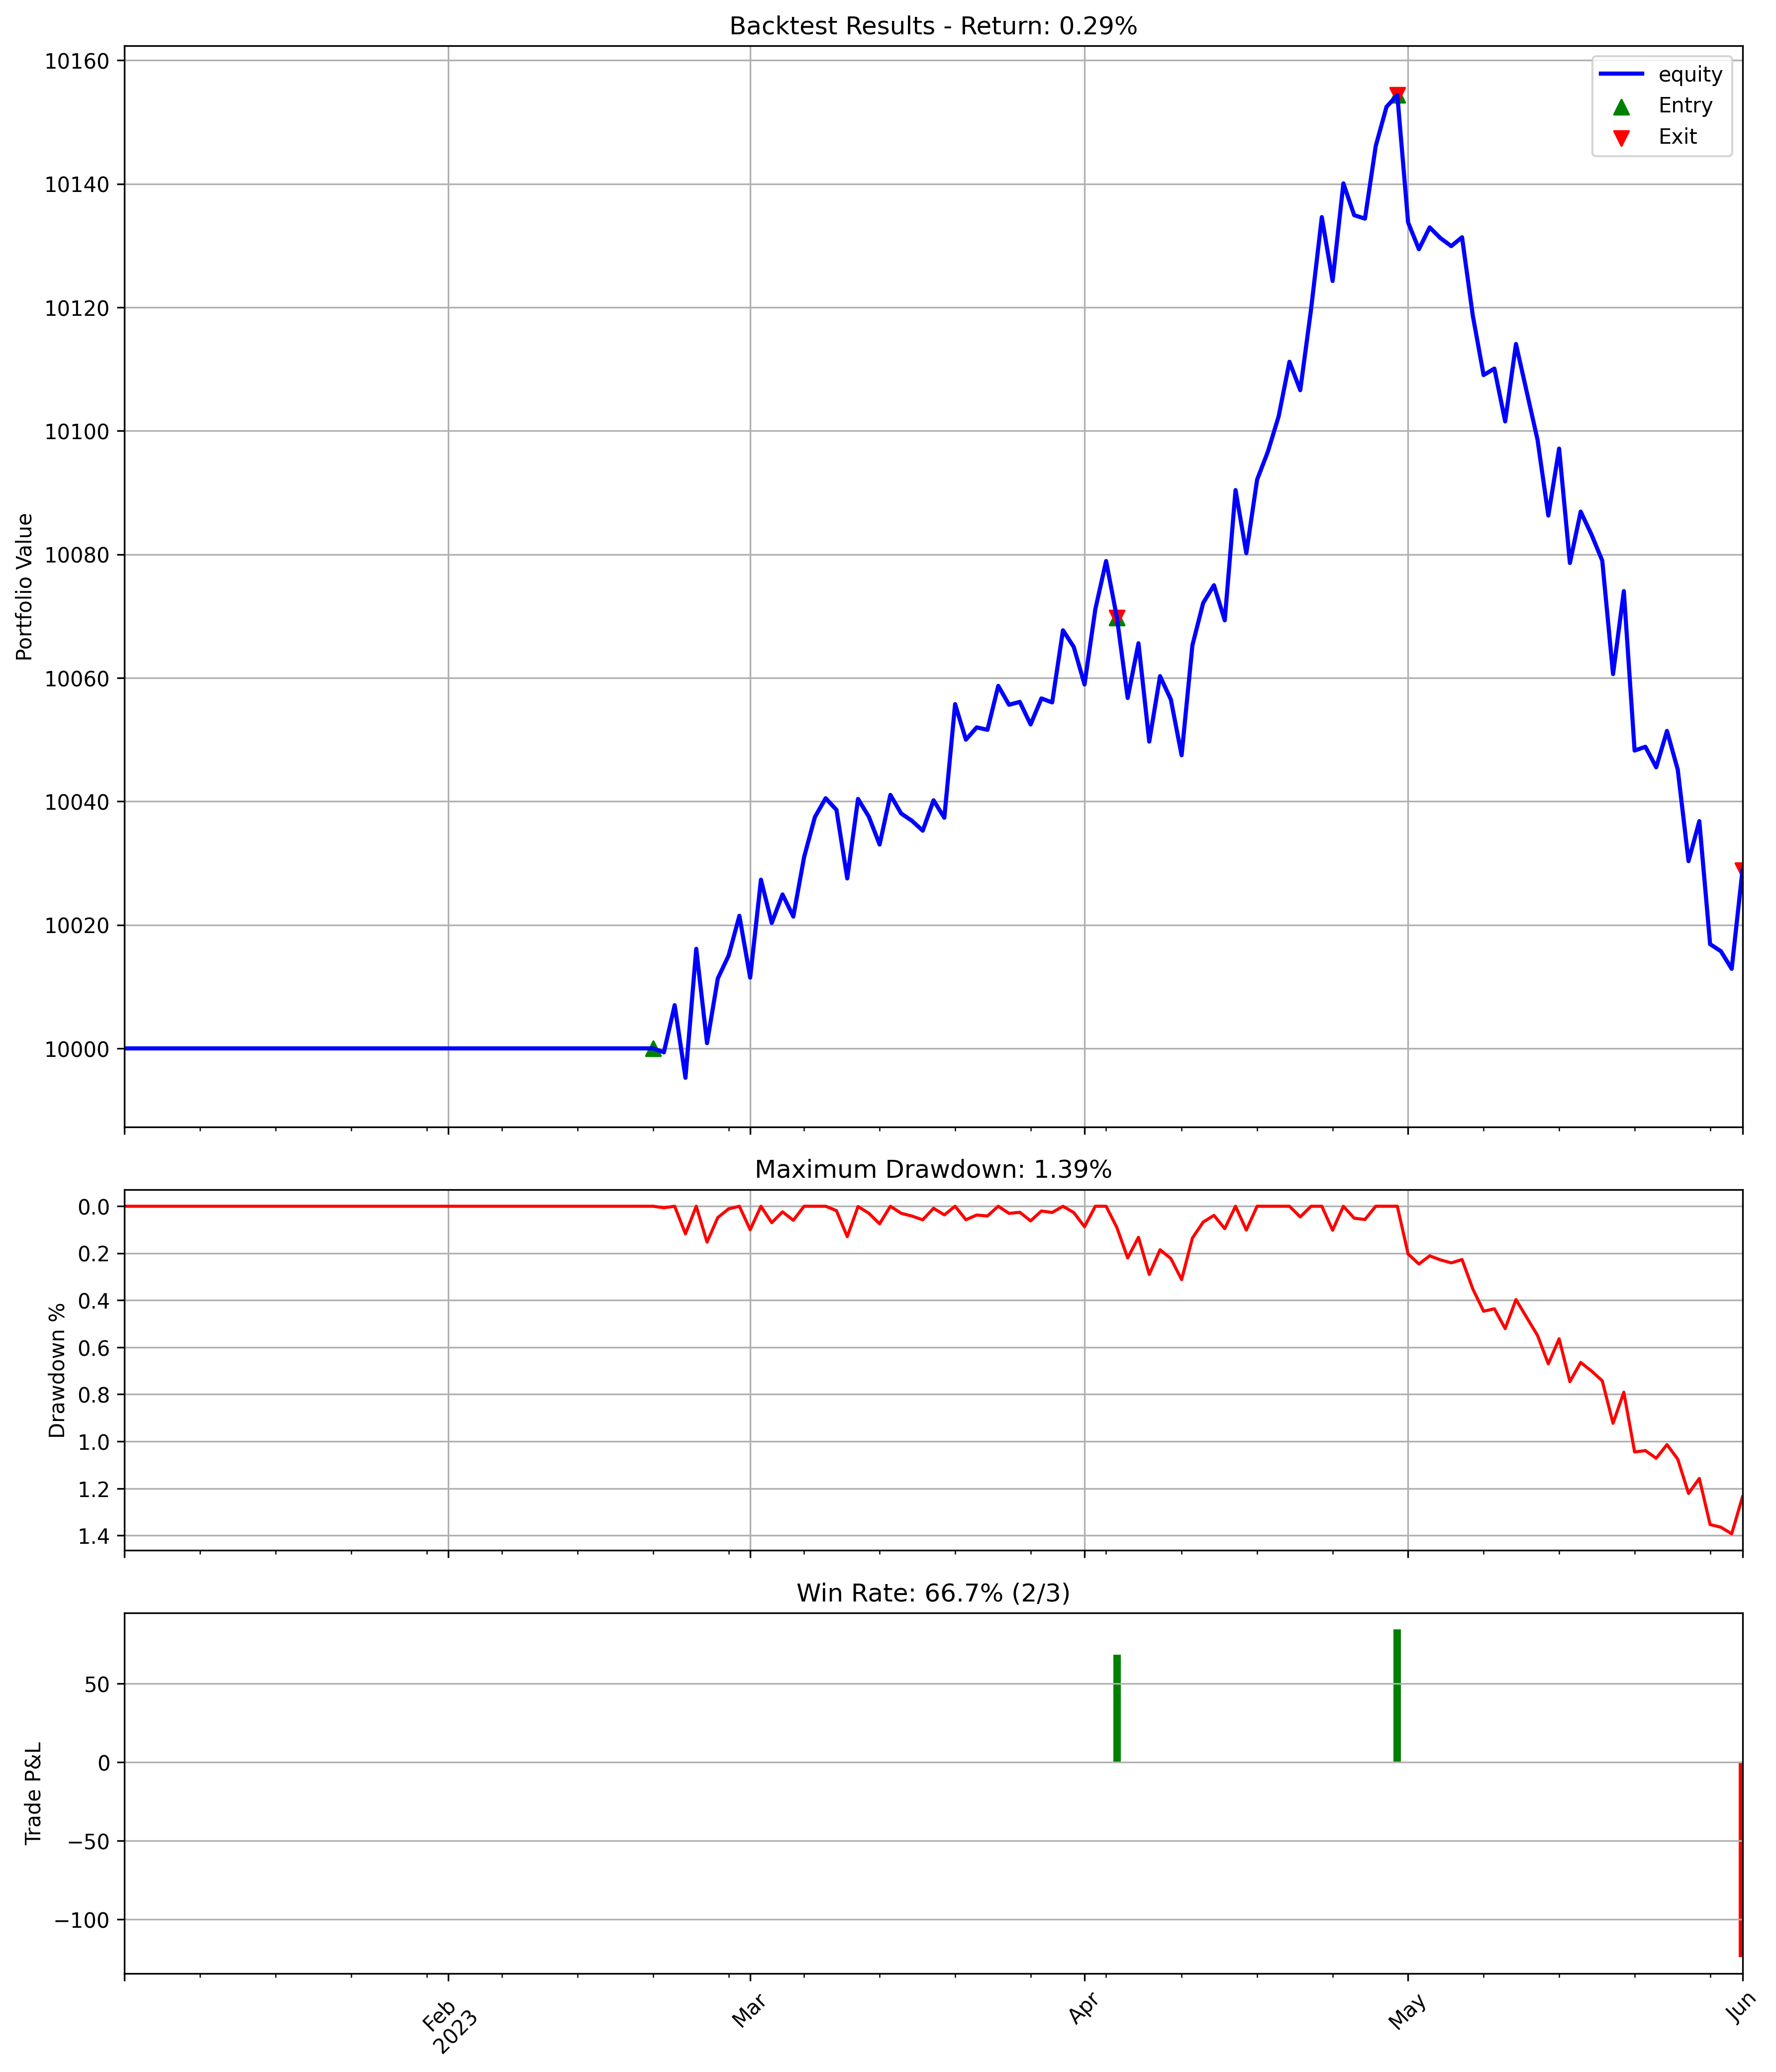 Backtest Results - Return: 0.29%
10160
10140
10120
10100
10080
10060
10040
10020
10000
Portfolio Value
equity
Entry
Exit
Maximum Drawdown: 1.39%
0.0
0.2
0.4
0.6
0.8
1.0
1.2
1.4
Drawdown %
Win Rate: 66.7% (2/3)
50
0
−50
−100
Trade P&L
Feb
2023
Mar
Apr
May
Jun